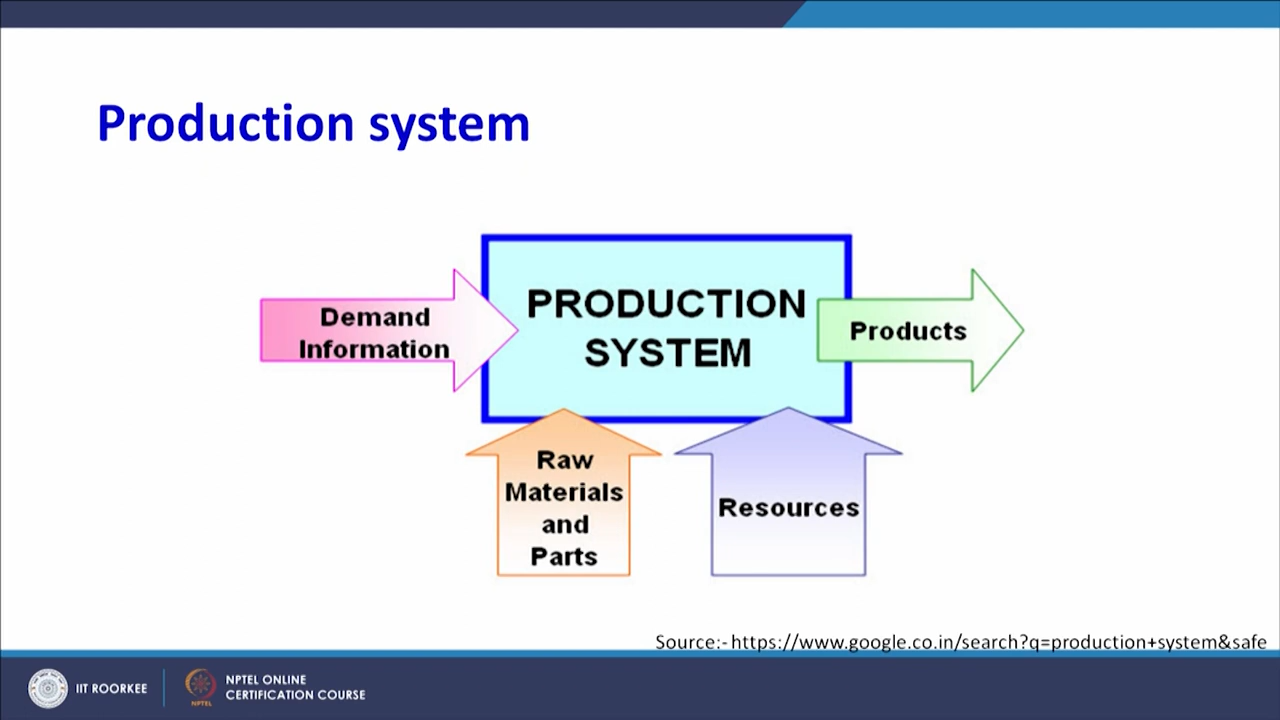 Production system
PRODUCTION
SYSTEM
Demand
Information
Products
Raw
Materials
and
Parts
Resources
Source:- https://www.google.co.in/search?q=production+system&safe
IIT ROORKEE
NPTEL
NPTEL ONLINE
CERTIFICATION COURSE